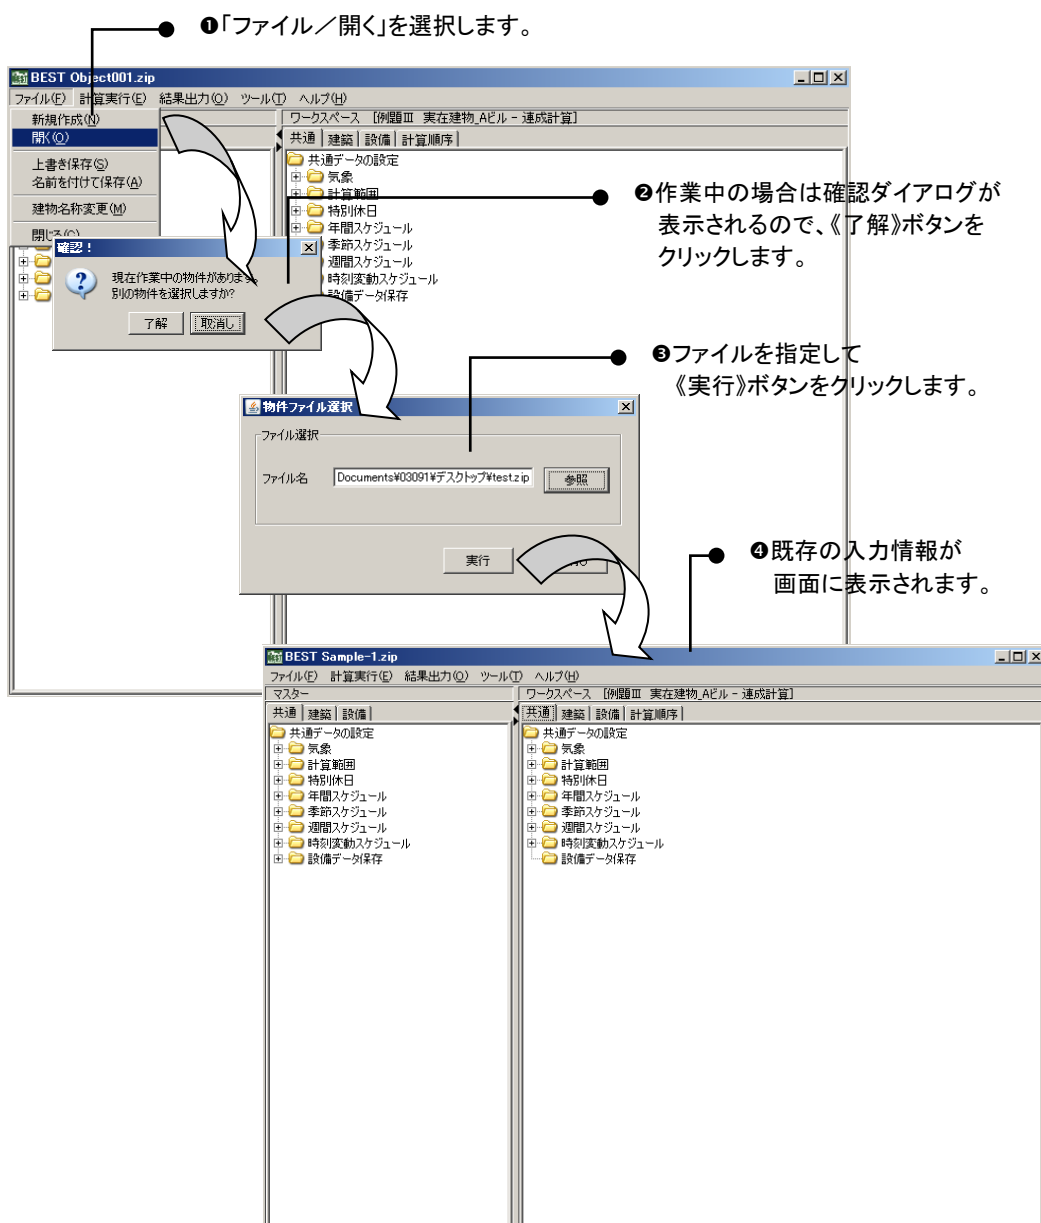 ❶「ファイル／開く」を選択します。
BEST Object001.zip
ファイル(F) 計算実行(E) 結果出力(O) ツール(T) ヘルプ(H)
新規作成(N)
開く(O)
上書き保存(S)
名前を付けて保存(A)
建物名称変更(M)
閉じる(C)
ワークスペース [例題Ⅲ 実在建物_Aビル - 連成計算]
共通 建築 設備 計算順序
共通データの設定
気象
計算範囲
特別休日
年間スケジュール
季節スケジュール
週間スケジュール
時刻変動スケジュール
設備データ保存
❷作業中の場合は確認ダイアログが
表示されるので、《了解》ボタンを
クリックします。
確認！
現在作業中の物件があります。
別の物件を選択しますか?
了解 取消し
❸ファイルを指定して
《実行》ボタンをクリックします。
物件ファイル選択
ファイル選択
ファイル名 Documents¥03091¥デスクトップ¥test.zip 参照
実行
❹既存の入力情報が
画面に表示されます。
BEST Sample-1.zip
ファイル(F) 計算実行(E) 結果出力(O) ツール(T) ヘルプ(H)
マスター
共通 建築 設備
共通データの設定
気象
計算範囲
特別休日
年間スケジュール
季節スケジュール
週間スケジュール
時刻変動スケジュール
設備データ保存
ワークスペース [例題Ⅲ 実在建物_Aビル - 連成計算]
共通 建築 設備 計算順序
共通データの設定
気象
計算範囲
特別休日
年間スケジュール
季節スケジュール
週間スケジュール
時刻変動スケジュール
設備データ保存